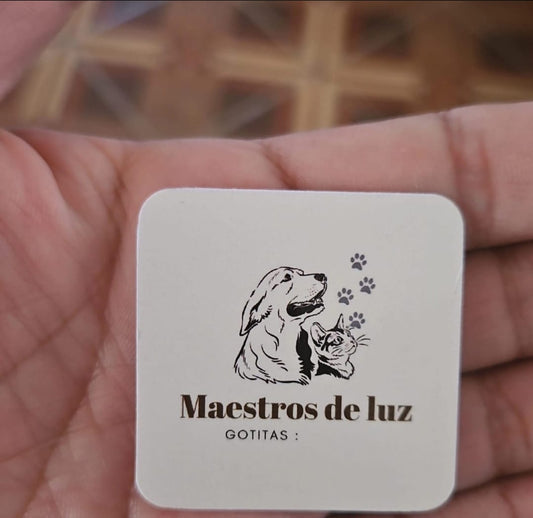 Maestros de luz
GOTITAS :